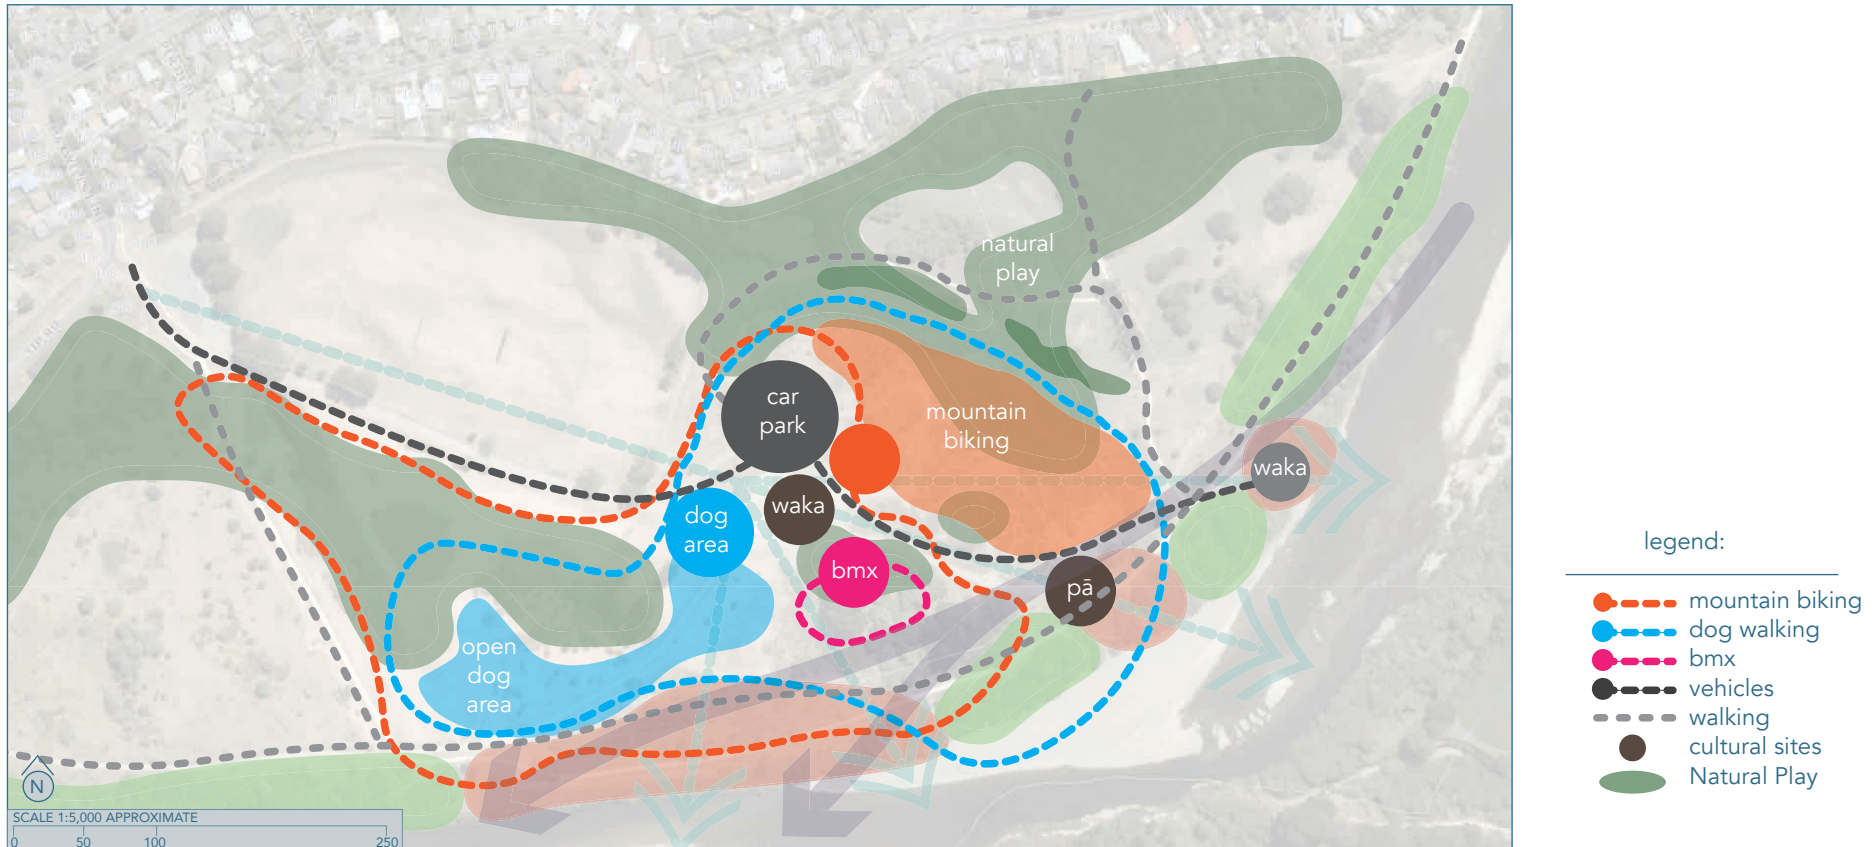 natural
play
car
park
mountain
biking
waka
waka
dog
area
bmx
pā
open
dog
area
N
SCALE 1:5,000 APPROXIMATE
0 50 100 250
legend:
mountain biking
dog walking
bmx
vehicles
walking
cultural sites
Natural Play